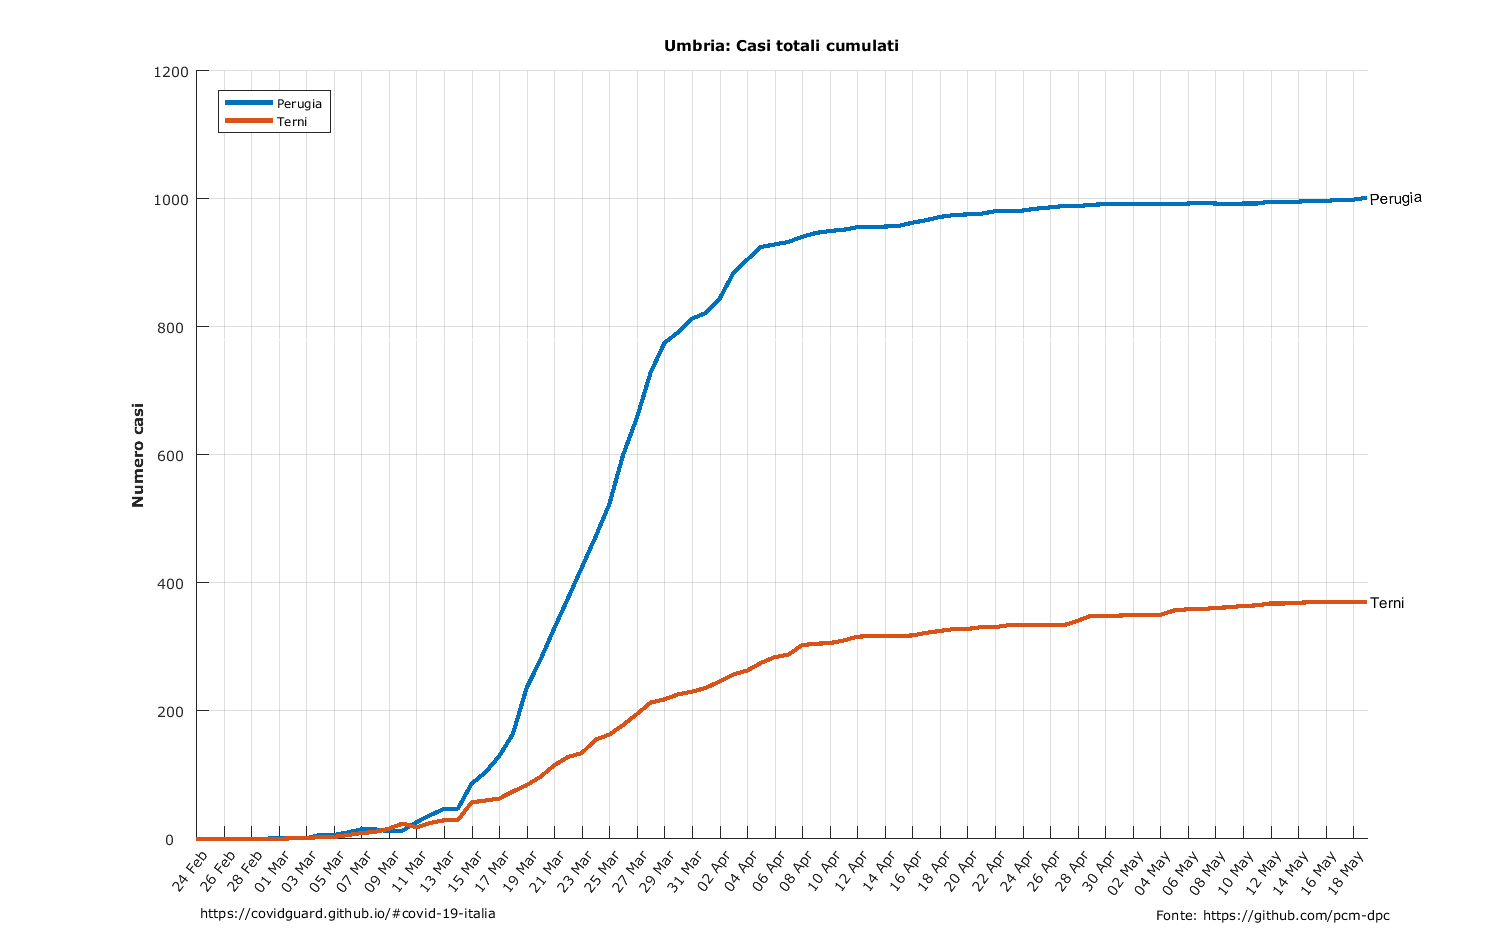 Umbria: Casi totali cumulati
1200
1000
800
600
400
200
0
Numero casi
Perugia
Terni
Perugia
Terni
24 Feb
26 Feb
28 Feb
01 Mar
03 Mar
05 Mar
07 Mar
09 Mar
11 Mar
13 Mar
15 Mar
17 Mar
19 Mar
21 Mar
23 Mar
25 Mar
27 Mar
29 Mar
31 Mar
02 Apr
04 Apr
06 Apr
08 Apr
10 Apr
12 Apr
14 Apr
16 Apr
18 Apr
20 Apr
22 Apr
24 Apr
26 Apr
28 Apr
30 Apr
02 May
04 May
06 May
08 May
10 May
12 May
14 May
16 May
18 May
https://covidguard.github.io/#covid-19-italia
Fonte: https://github.com/pcm-dpc